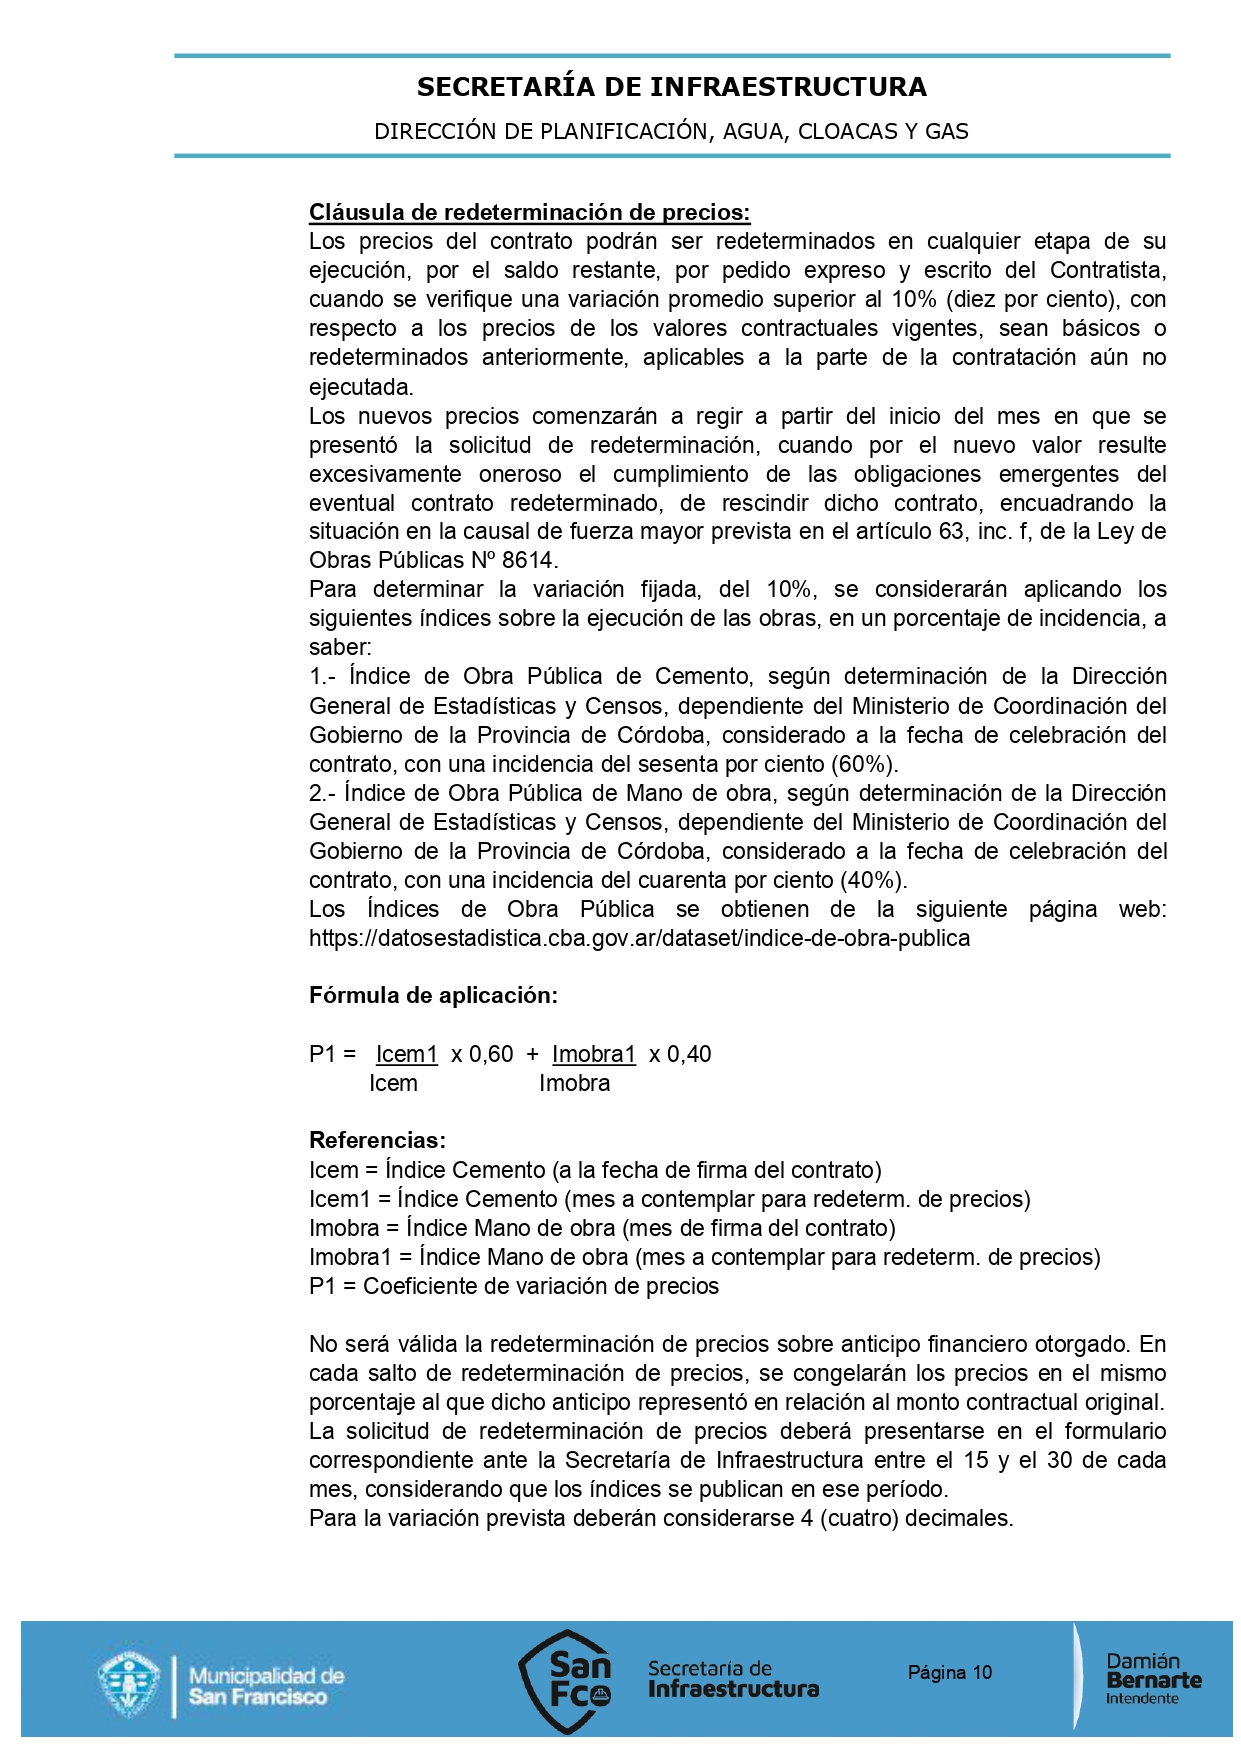 SECRETARÍA DE INFRAESTRUCTURA
DIRECCIÓN DE PLANIFICACIÓN, AGUA, CLOACAS Y GAS
Cláusula de redeterminación de precios:
Los precios del contrato podrán ser redeterminados en cualquier etapa de su
ejecución, por el saldo restante, por pedido expreso y escrito del Contratista,
cuando se verifique una variación promedio superior al 10% (diez por ciento), con
respecto a los precios de los valores contractuales vigentes, sean básicos o
redeterminados anteriormente, aplicables a la parte de la contratación aún no
ejecutada.
Los nuevos precios comenzarán a regir a partir del inicio del mes en que se
presentó la solicitud de redeterminación, cuando por el nuevo valor resulte
excesivamente oneroso el cumplimiento de las obligaciones emergentes del
eventual contrato redeterminado, de rescindir dicho contrato, encuadrando la
situación en la causal de fuerza mayor prevista en el artículo 63, inc. f, de la Ley de
Obras Públicas Nº 8614.
Para determinar la variación fijada, del 10%, se considerarán aplicando los
siguientes índices sobre la ejecución de las obras, en un porcentaje de incidencia, a
saber:
1.- Índice de Obra Pública de Cemento, según determinación de la Dirección
General de Estadísticas y Censos, dependiente del Ministerio de Coordinación del
Gobierno de la Provincia de Córdoba, considerado a la fecha de celebración del
contrato, con una incidencia del sesenta por ciento (60%).
2.- Índice de Obra Pública de Mano de obra, según determinación de la Dirección
General de Estadísticas y Censos, dependiente del Ministerio de Coordinación del
Gobierno de la Provincia de Córdoba, considerado a la fecha de celebración del
contrato, con una incidencia del cuarenta por ciento (40%).
Los Índices de Obra Pública se obtienen de la siguiente página web:
https://datosestadistica.cba.gov.ar/dataset/indice-de-obra-publica
Fórmula de aplicación:
P1 = Icem1 x 0,60 + Imobra1 x 0,40
Icem Imobra
Referencias:
Icem = Índice Cemento (a la fecha de firma del contrato)
Icem1 = Índice Cemento (mes a contemplar para redeterm. de precios)
Imobra = Índice Mano de obra (mes de firma del contrato)
Imobra1 = Índice Mano de obra (mes a contemplar para redeterm. de precios)
P1 = Coeficiente de variación de precios
No será válida la redeterminación de precios sobre anticipo financiero otorgado. En
cada salto de redeterminación de precios, se congelarán los precios en el mismo
porcentaje al que dicho anticipo representó en relación al monto contractual original.
La solicitud de redeterminación de precios deberá presentarse en el formulario
correspondiente ante la Secretaría de Infraestructura entre el 15 y el 30 de cada
mes, considerando que los índices se publican en ese período.
Para la variación prevista deberán considerarse 4 (cuatro) decimales.
Municipalidad de
San Francisco
San
Fco
Secretaría de
Infraestructura
Página 10
Damián
Bernarte
Intendente